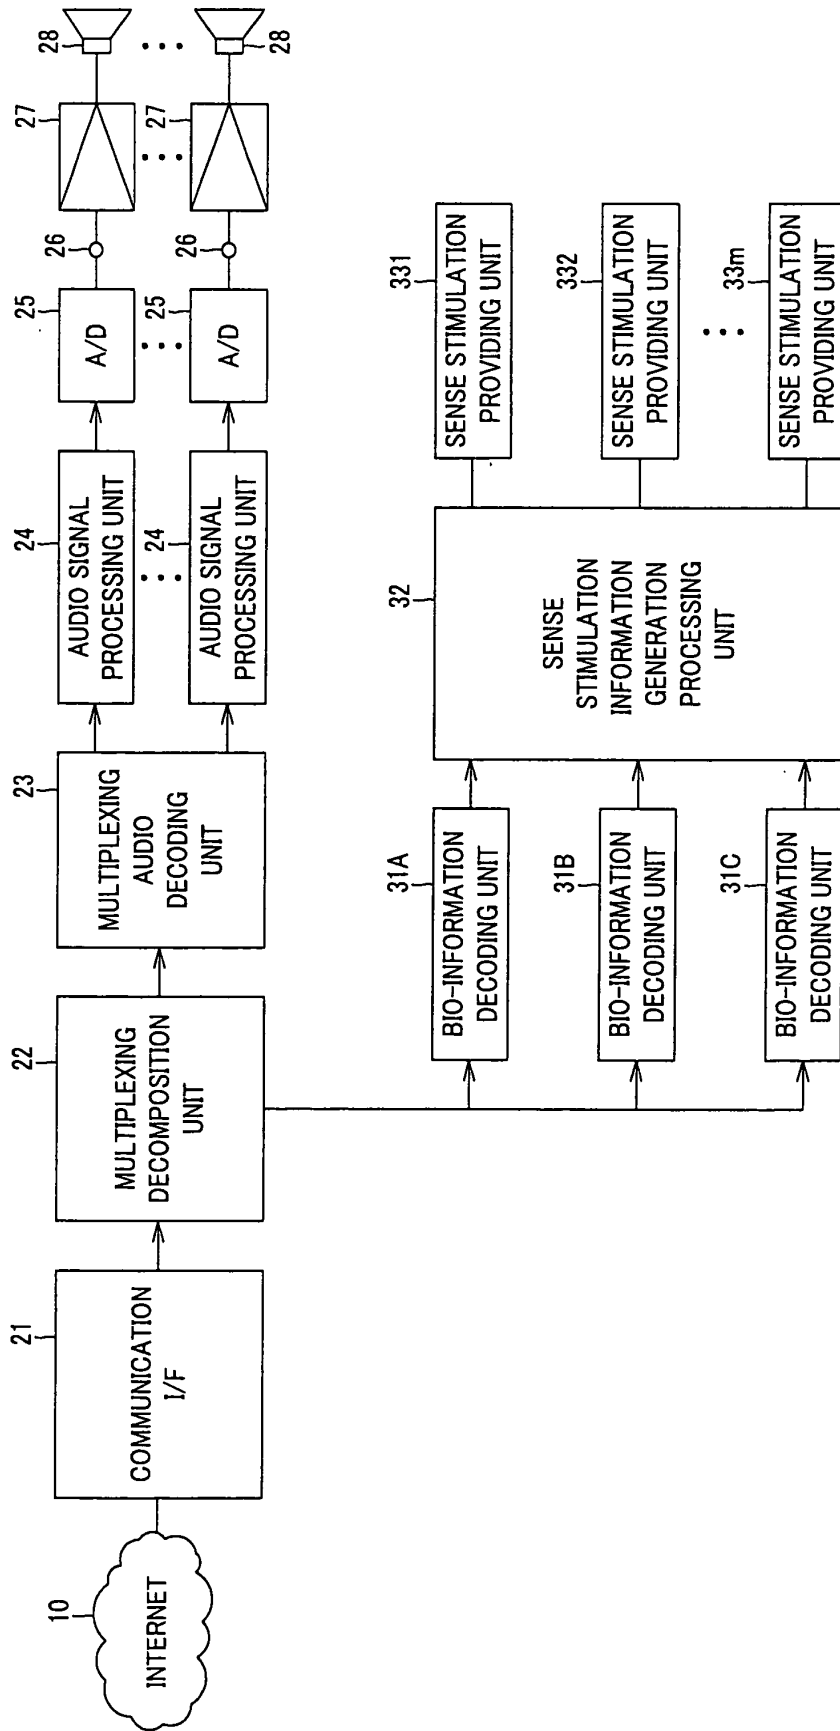 10
INTERNET
21
COMMUNICATION
I/F
22
MULTIPLEXING
DECOMPOSITION
UNIT
23
MULTIPLEXING
AUDIO
DECODING
UNIT
24
AUDIO SIGNAL
PROCESSING UNIT
24
AUDIO SIGNAL
PROCESSING UNIT
25
A/D
25
A/D
26
26
27
27
28
28
31A
BIO-INFORMATION
DECODING UNIT
31B
BIO-INFORMATION
DECODING UNIT
31C
BIO-INFORMATION
DECODING UNIT
32
SENSE
STIMULATION
INFORMATION
GENERATION
PROCESSING
UNIT
331
SENSE STIMULATION
PROVIDING UNIT
332
SENSE STIMULATION
PROVIDING UNIT
33m
SENSE STIMULATION
PROVIDING UNIT